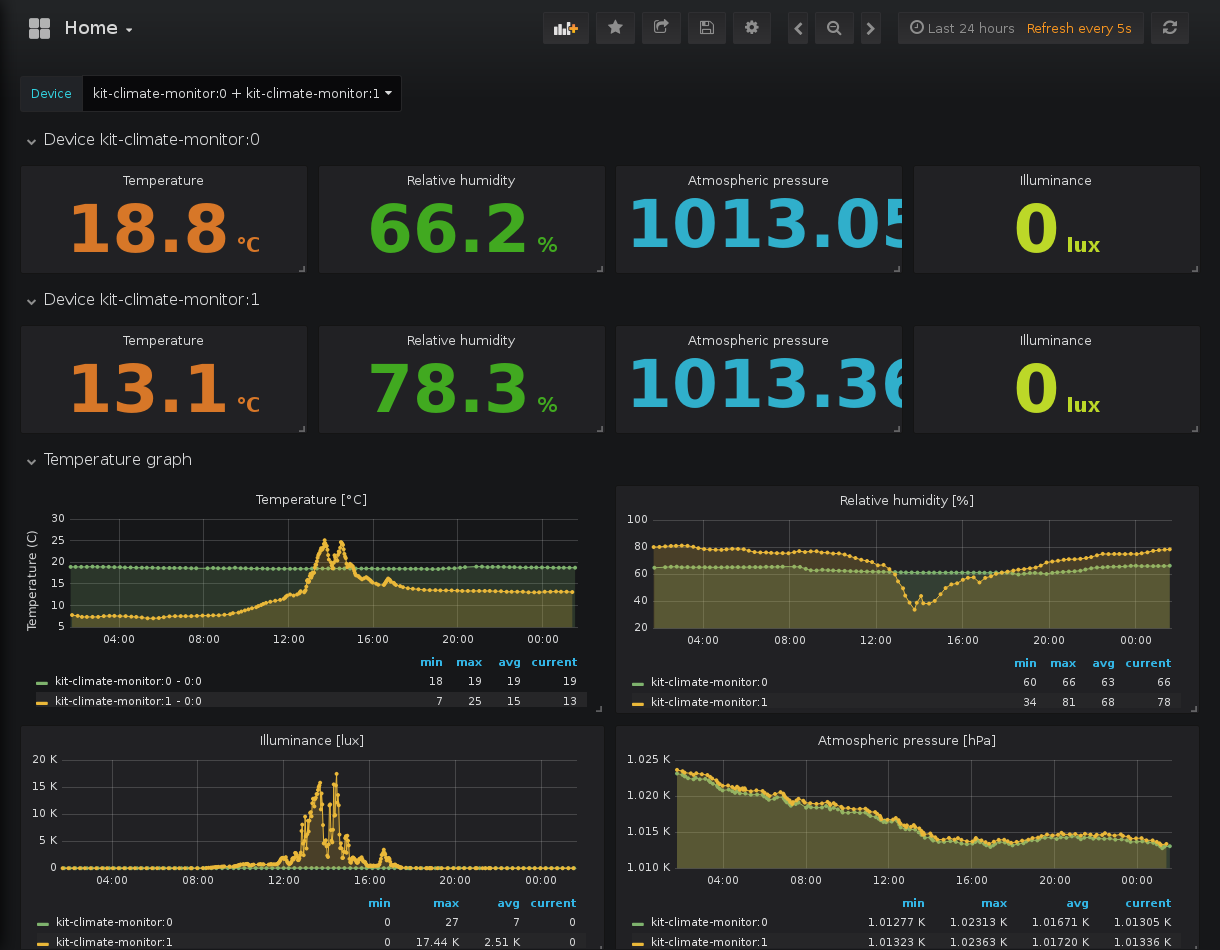 Home
Last 24 hours Refresh every 5s
Device kit-climate-monitor:0 + kit-climate-monitor:1
Device kit-climate-monitor:0
Temperature Relative humidity Atmospheric pressure Illuminance
18.8 °C 66.2 % 1013.05 0 lux
Device kit-climate-monitor:1
Temperature Relative humidity Atmospheric pressure Illuminance
13.1 °C 78.3 % 1013.36 0 lux
Temperature graph
Temperature [°C]
Temperature (C)
30
25
20
15
10
5
04:00 08:00 12:00 16:00 20:00 00:00
min max avg current
kit-climate-monitor:0 - 0:0 18 19 19 19
kit-climate-monitor:1 - 0:0 7 25 15 13
Relative humidity [%]
100
80
60
40
20
04:00 08:00 12:00 16:00 20:00 00:00
min max avg current
kit-climate-monitor:0 60 66 63 66
kit-climate-monitor:1 34 81 68 78
Illuminance [lux]
20 K
15 K
10 K
5 K
0
04:00 08:00 12:00 16:00 20:00 00:00
min max avg current
kit-climate-monitor:0 0 27 7 0
kit-climate-monitor:1 0 17.44 K 2.51 K 0
Atmospheric pressure [hPa]
1.025 K
1.020 K
1.015 K
1.010 K
04:00 08:00 12:00 16:00 20:00 00:00
min max avg current
kit-climate-monitor:0 1.01277 K 1.02313 K 1.01671 K 1.01305 K
kit-climate-monitor:1 1.01323 K 1.02363 K 1.01720 K 1.01336 K